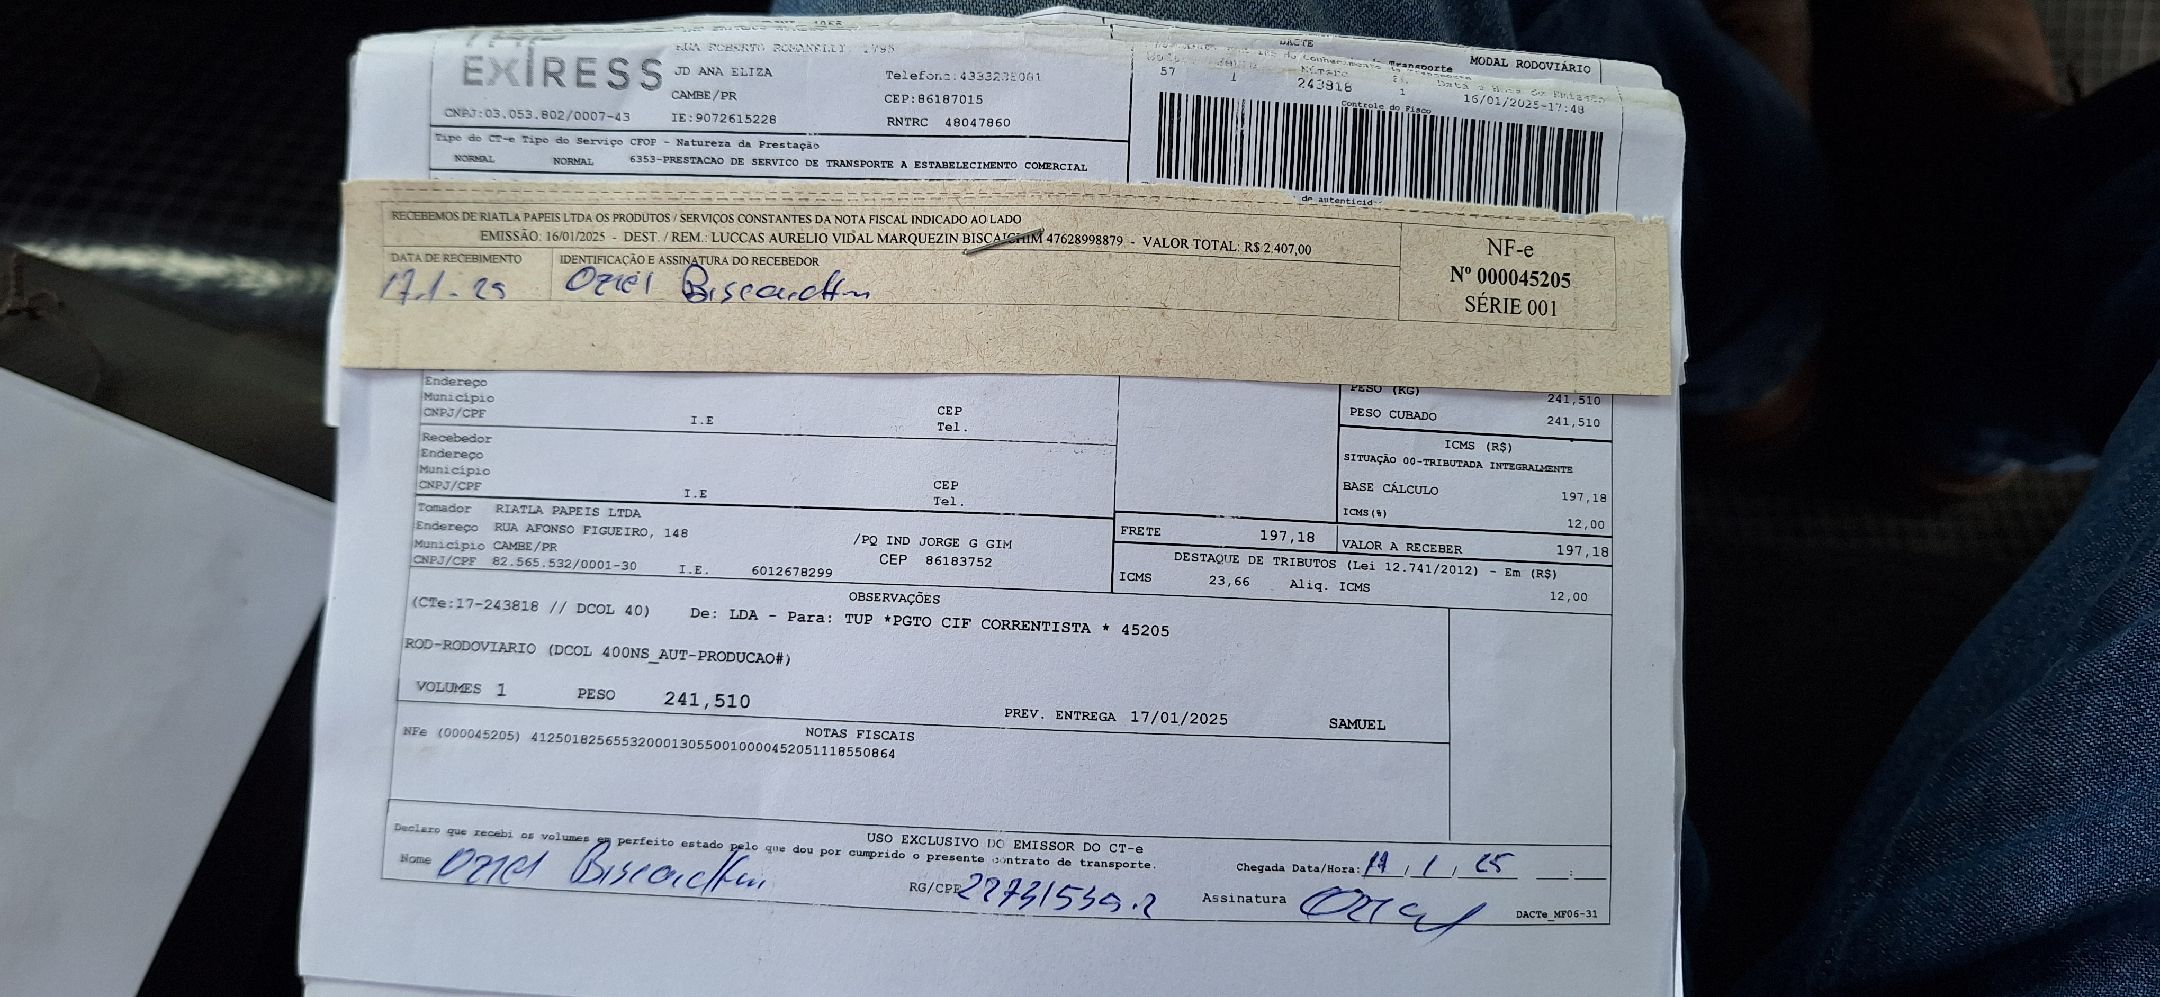 EXPRESS
RUA ROBERTO ROMANELLI, 1795
JD ANA ELIZA
CAMBE/PR
CNPJ:03.053.802/0007-43 IE:9072615228
CEP:86187015
RNTRC 48047860
DACTE
MODAL RODOVIÁRIO
57 1 243818 1 16/01/2025-17:48
Controle do Fisco
Tipo do CT-e Tipo do Serviço CFOP - Natureza da Prestação
NORMAL NORMAL 6353-PRESTACAO DE SERVICO DE TRANSPORTE A ESTABELECIMENTO COMERCIAL
RECEBEMOS DE RIATLA PAPEIS LTDA OS PRODUTOS / SERVIÇOS CONSTANTES DA NOTA FISCAL INDICADO AO LADO
EMISSÃO: 16/01/2025 - DEST. / REM.: LUCCAS AURELIO VIDAL MARQUEZIN BISCAICHIM 47628998879 - VALOR TOTAL: R$ 2.407,00
DATA DE RECEBIMENTO IDENTIFICAÇÃO E ASSINATURA DO RECEBEDOR
17.1.25 Oziel Biscaichim
NF-e
Nº 000045205
SÉRIE 001
Endereço
Município CEP
CNPJ/CPF I.E Tel.
Recebedor
Endereço
Município CEP
CNPJ/CPF I.E Tel.
Tomador RIATLA PAPEIS LTDA
Endereço RUA AFONSO FIGUEIRO, 148 /PQ IND JORGE G GIM
Município CAMBE/PR CEP 86183752
CNPJ/CPF 82.565.532/0001-30 I.E. 6012678299
PESO (KG) 241,510
PESO CUBADO 241,510
ICMS (R$)
SITUAÇÃO 00-TRIBUTADA INTEGRALMENTE
BASE CÁLCULO 197,18
ICMS(%) 12,00
FRETE 197,18 VALOR A RECEBER 197,18
DESTAQUE DE TRIBUTOS (Lei 12.741/2012) - Em (R$)
ICMS 23,66 Aliq. ICMS 12,00
OBSERVAÇÕES
(CTe:17-243818 // DCOL 40) De: LDA - Para: TUP *PGTO CIF CORRENTISTA * 45205
ROD-RODOVIARIO (DCOL 400NS_AUT-PRODUCAO#)
VOLUMES 1 PESO 241,510 PREV. ENTREGA 17/01/2025 SAMUEL
NOTAS FISCAIS
NFe (000045205) 41250182565532000130550010000452051118550864
USO EXCLUSIVO DO EMISSOR DO CT-e
Declaro que recebi os volumes em perfeito estado pelo que dou por cumprido o presente contrato de transporte.
Chegada Data/Hora: 17 / 1 / 25 __:__
Nome Oziel Biscaichim RG/CPF 22731539.2 Assinatura Oziel
DACTe_MF06-31